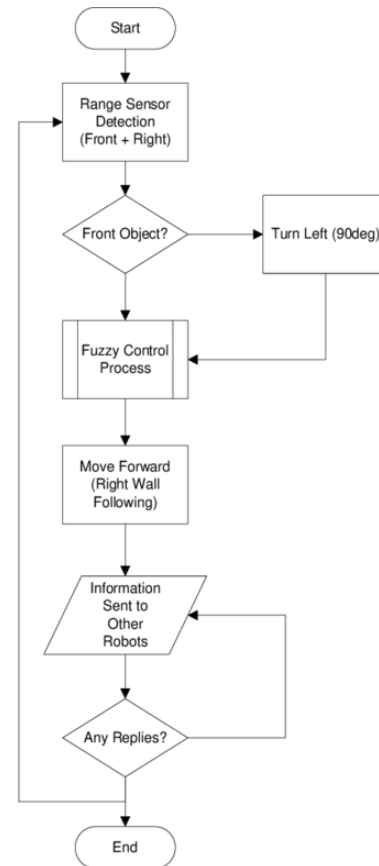 Start
Range Sensor
Detection
(Front + Right)
Front Object?
Turn Left (90deg)
Fuzzy Control
Process
Move Forward
(Right Wall
Following)
Information
Sent to
Other
Robots
Any Replies?
End